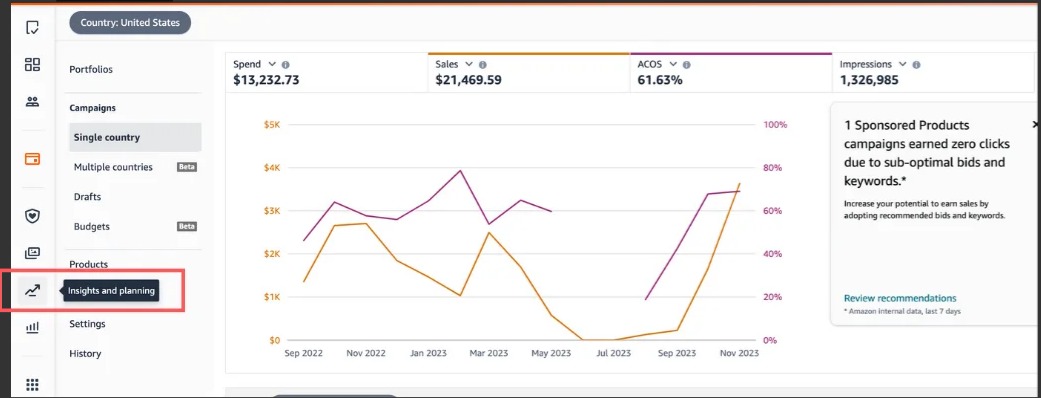 Country: United States
Portfolios
Campaigns
Single country
Multiple countries Beta
Drafts
Budgets Beta
Products
Insights and planning
Settings
History
Spend
$13,232.73
Sales
$21,469.59
ACOS
61.63%
Impressions
1,326,985
$5K
$4K
$3K
$2K
$1K
$0
100%
80%
60%
40%
20%
0%
Sep 2022 Nov 2022 Jan 2023 Mar 2023 May 2023 Jul 2023 Sep 2023 Nov 2023
1 Sponsored Products
campaigns earned zero clicks
due to sub-optimal bids and
keywords.*
Increase your potential to earn sales by
adopting recommended bids and keywords.
Review recommendations
* Amazon internal data, last 7 days